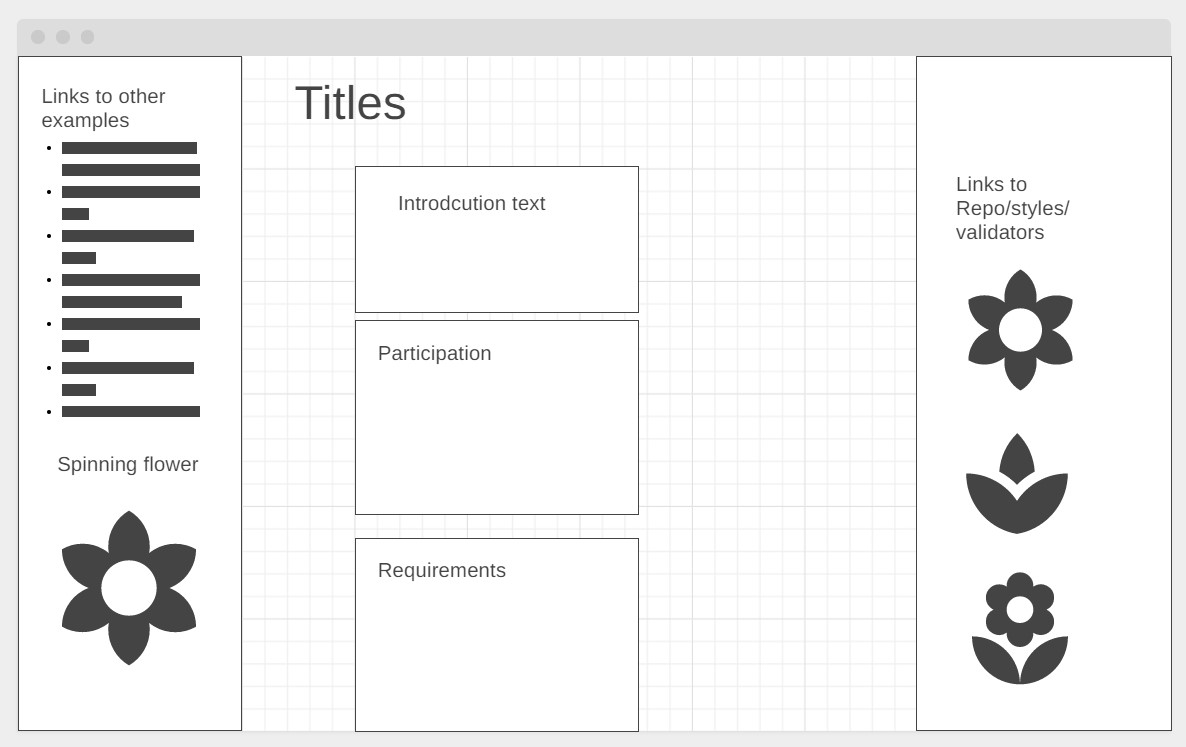 Links to other
examples
Spinning flower
Titles
Introdcution text
Participation
Requirements
Links to
Repo/styles/
validators